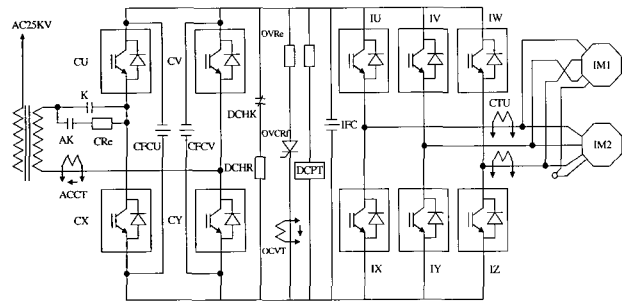 AC25KV
CU
CV
OVRe
IU
IV
IW
IM1
K
DCHK
CTU
AK
CRe
OVCRf
IFC
CFCU
CFCV
DCHR
DCPT
IM2
ACCT
CX
CY
OCVT
IX
IY
IZ